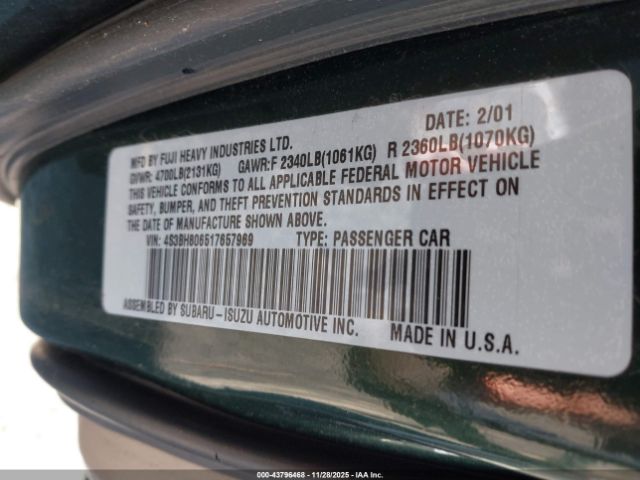 DATE: 2/01
MFD BY FUJI HEAVY INDUSTRIES LTD.
GVWR: 4700LB(2131KG) GAWR:F 2340LB(1061KG) R 2360LB(1070KG)
THIS VEHICLE CONFORMS TO ALL APPLICABLE FEDERAL MOTOR VEHICLE
SAFETY, BUMPER, AND THEFT PREVENTION STANDARDS IN EFFECT ON
THE DATE OF MANUFACTURE SHOWN ABOVE.
VIN: 4S3BH806517657969 TYPE: PASSENGER CAR
ASSEMBLED BY SUBARU-ISUZU AUTOMOTIVE INC. MADE IN U.S.A.
000-43796468 | 11/28/2025 | IAA Inc.